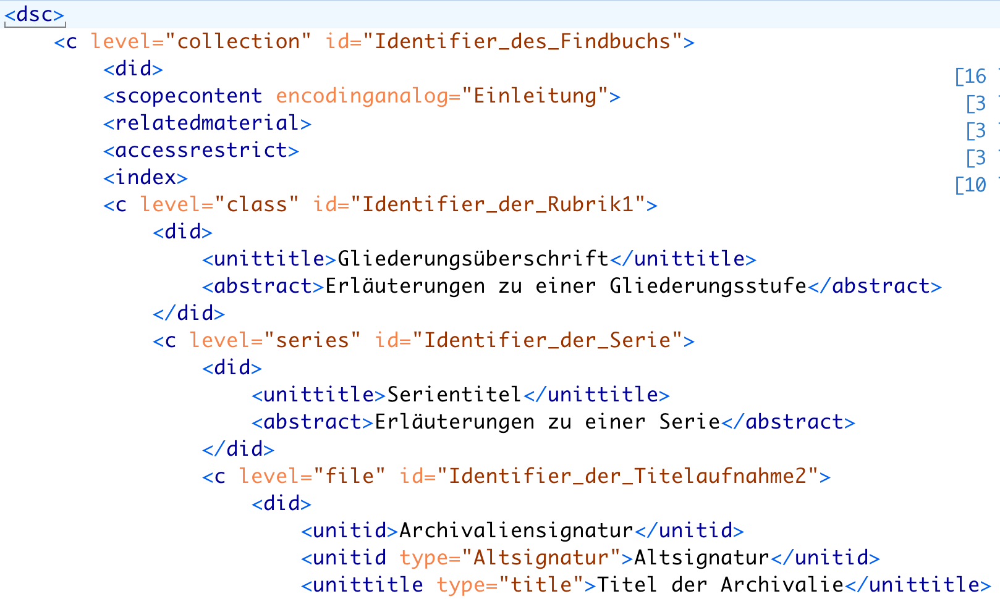 <dsc>
<c level="collection" id="Identifier_des_Findbuchs">
<did> [16
<scopecontent encodinganalog="Einleitung"> [3
<relatedmaterial> [3
<accessrestrict> [3
<index> [10
<c level="class" id="Identifier_der_Rubrik1">
<did>
<unittitle>Gliederungsüberschrift</unittitle>
<abstract>Erläuterungen zu einer Gliederungsstufe</abstract>
</did>
<c level="series" id="Identifier_der_Serie">
<did>
<unittitle>Serientitel</unittitle>
<abstract>Erläuterungen zu einer Serie</abstract>
</did>
<c level="file" id="Identifier_der_Titelaufnahme2">
<did>
<unitid>Archivaliensignatur</unitid>
<unitid type="Altsignatur">Altsignatur</unitid>
<unittitle type="title">Titel der Archivalie</unittitle>